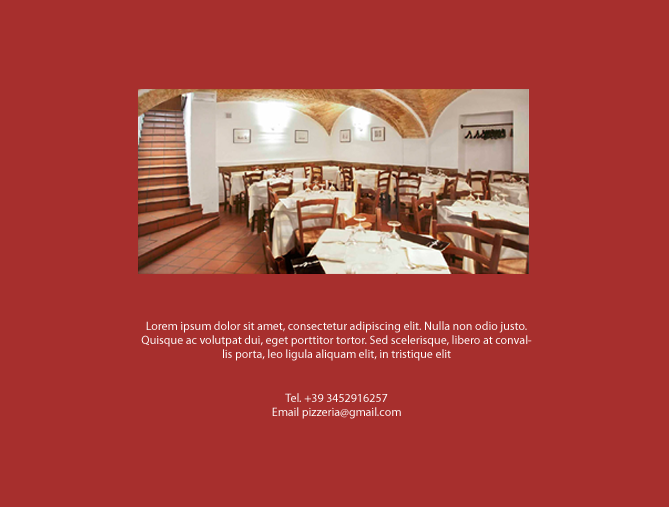 Lorem ipsum dolor sit amet, consectetur adipiscing elit. Nulla non odio justo.
Quisque ac volutpat dui, eget porttitor tortor. Sed scelerisque, libero at conval-
lis porta, leo ligula aliquam elit, in tristique elit
Tel. +39 3452916257
Email pizzeria@gmail.com